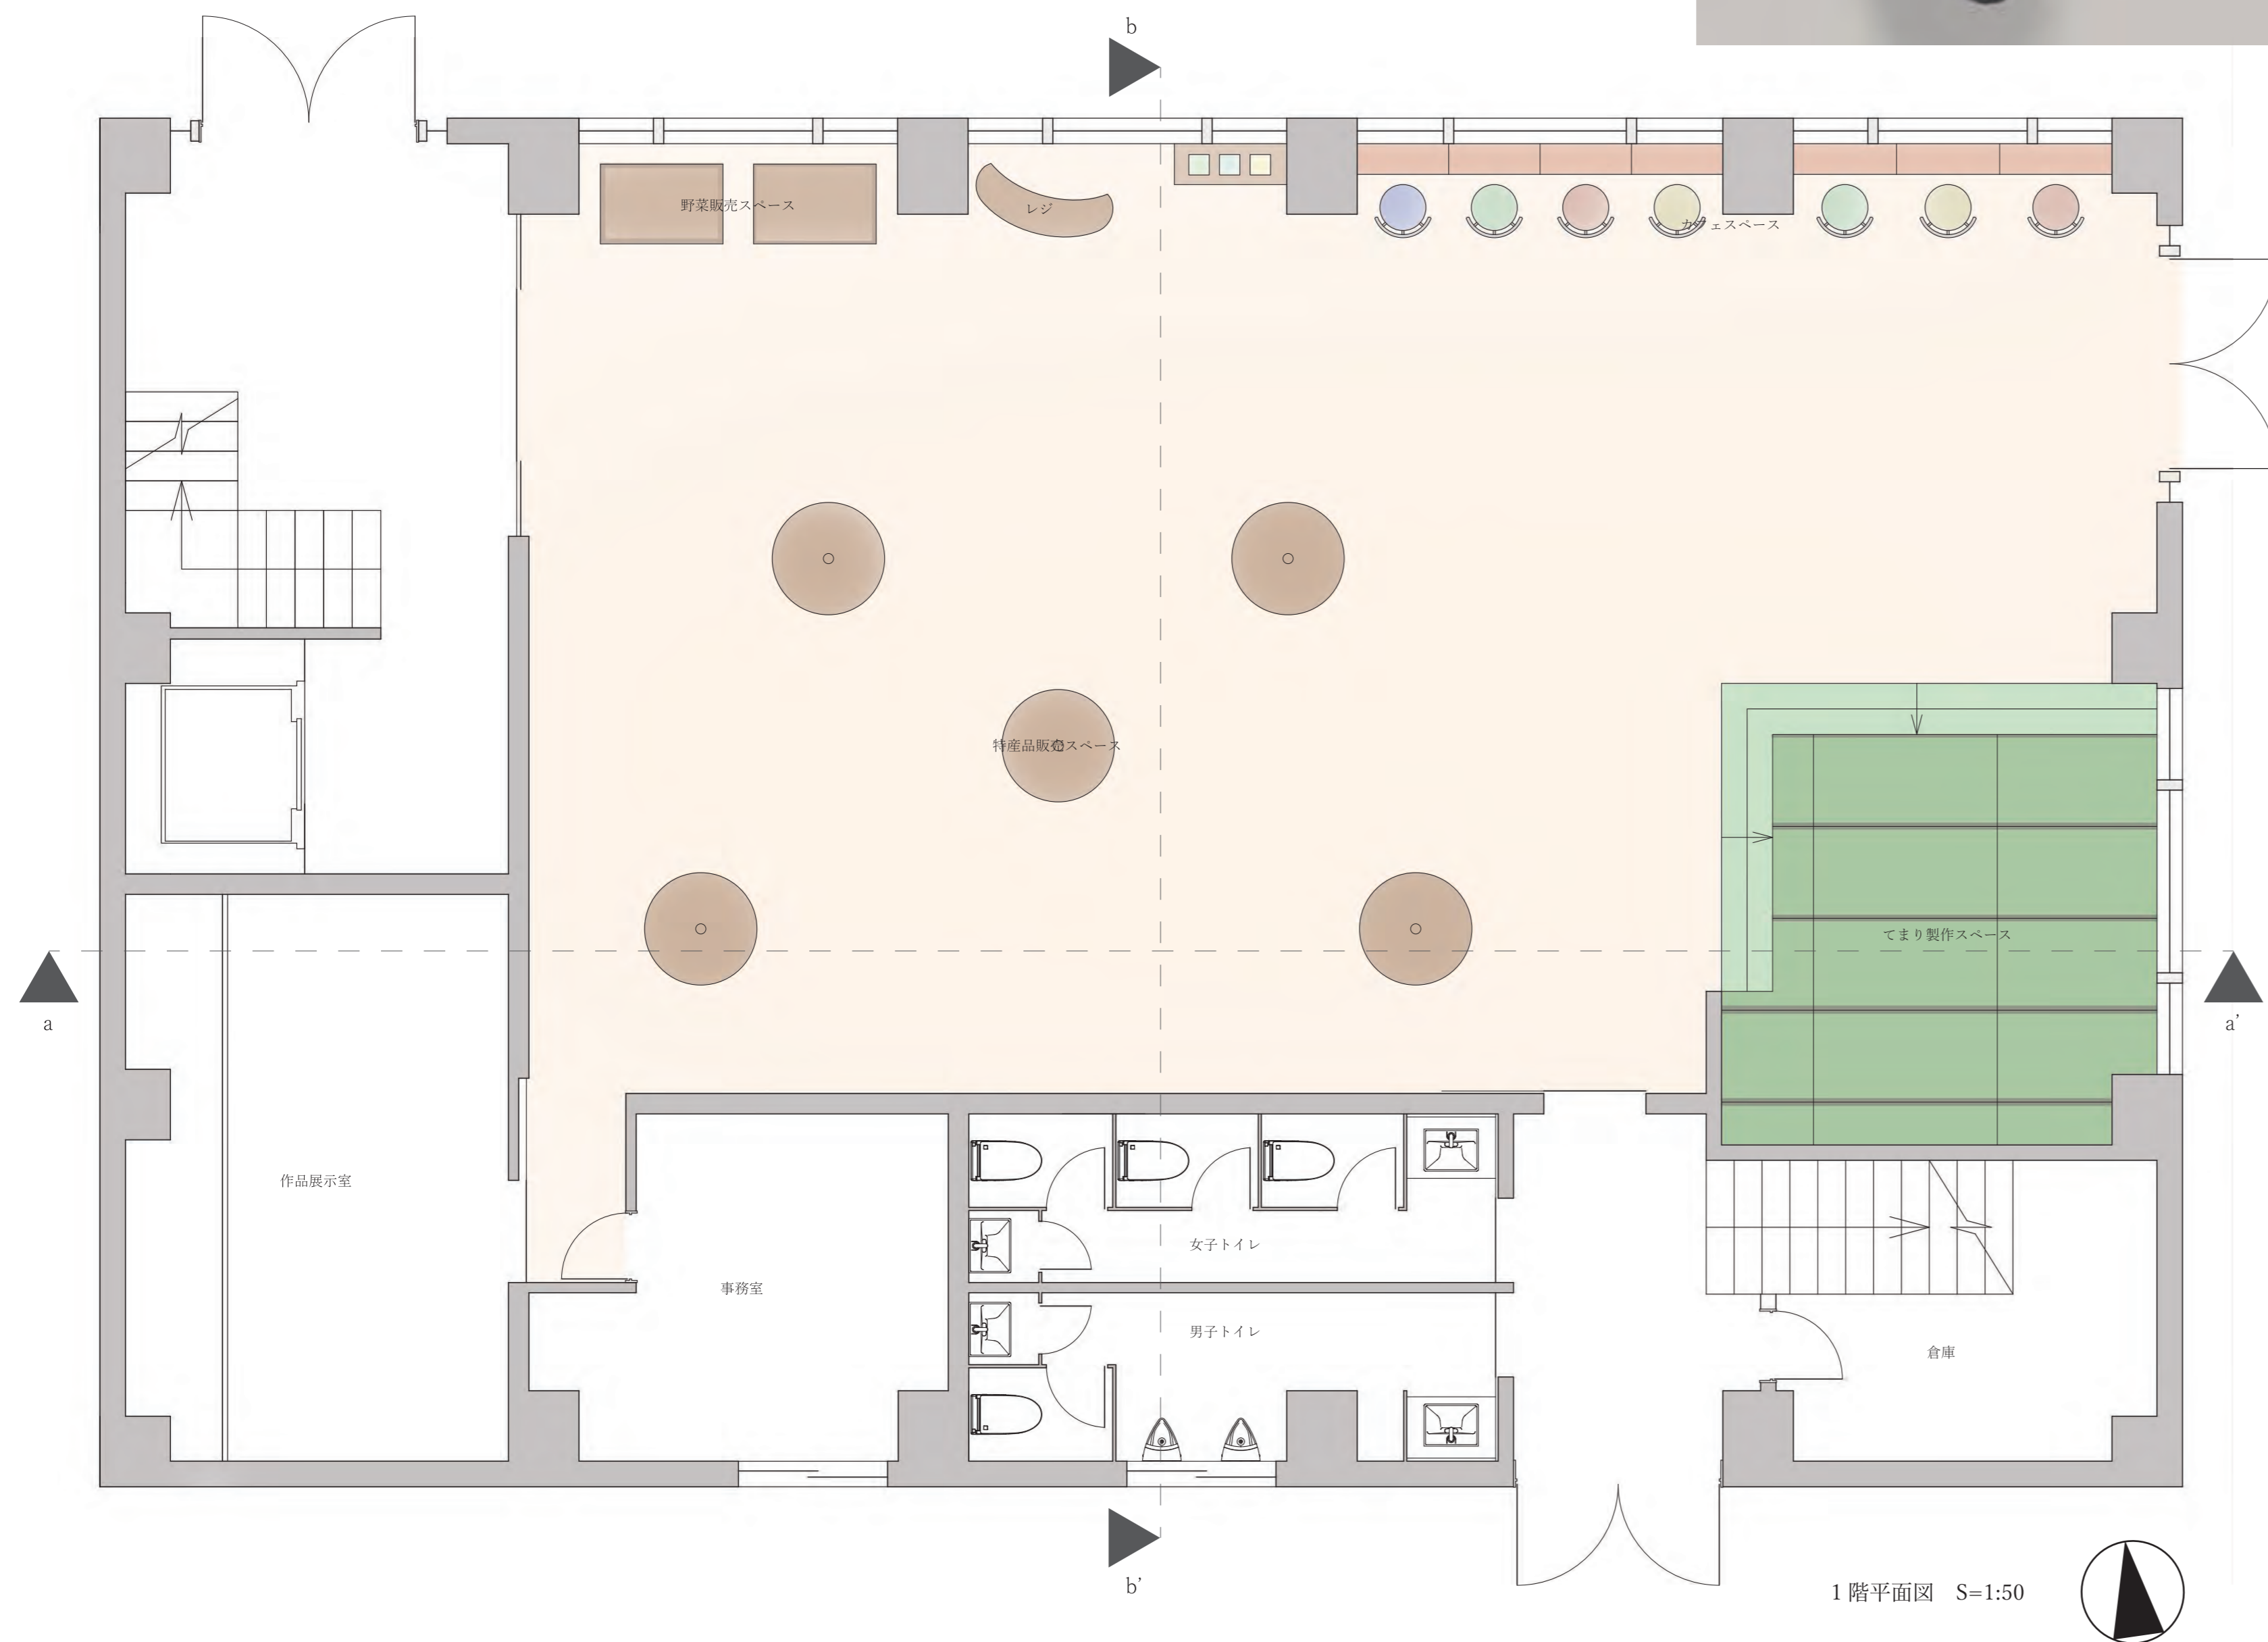 b
野菜販売スペース
レジ
カフェスペース
特産品販売スペース
てまり製作スペース
a
a’
作品展示室
女子トイレ
事務室
男子トイレ
倉庫
b’
1 階平面図　S=1:50